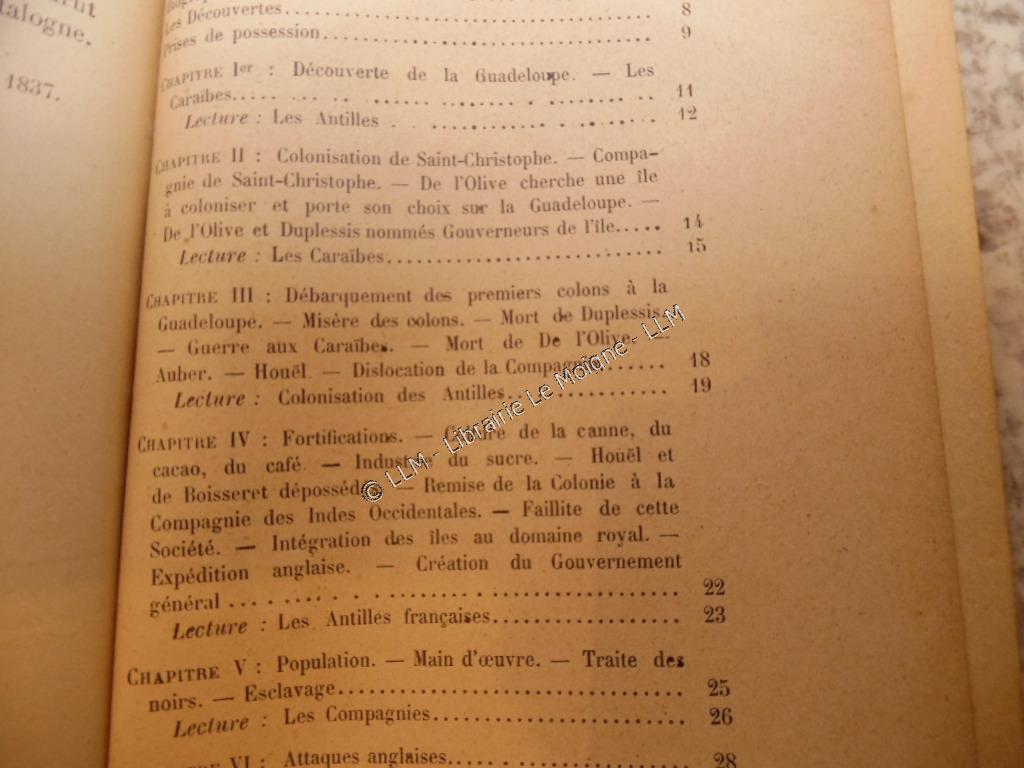 alogne.
1837.
Les Découvertes........ 8
Prises de possession........ 9
CHAPITRE Ier : Découverte de la Guadeloupe. — Les
Caraïbes........ 11
Lecture : Les Antilles ........ 12
CHAPITRE II : Colonisation de Saint-Christophe. — Compa-
gnie de Saint-Christophe. — De l'Olive cherche une île
à coloniser et porte son choix sur la Guadeloupe. —
De l'Olive et Duplessis nommés Gouverneurs de l'île..... 14
Lecture : Les Caraïbes........ 15
CHAPITRE III : Débarquement des premiers colons à la
Guadeloupe. — Misère des colons. — Mort de Duplessis.
— Guerre aux Caraïbes. — Mort de De l'Olive. —
Auber. — Houël. — Dislocation de la Compagnie........ 18
Lecture : Colonisation des Antilles........ 19
CHAPITRE IV : Fortifications. — de la canne, du
cacao, du café. — Industrie du sucre. — Houël et
de Boisseret dépossédés. — Remise de la Colonie à la
Compagnie des Indes Occidentales. — Faillite de cette
Société. — Intégration des îles au domaine royal. —
Expédition anglaise. — Création du Gouvernement
général ........ 22
Lecture : Les Antilles françaises........ 23
CHAPITRE V : Population. — Main d'œuvre. — Traite des
noirs. — Esclavage........ 25
Lecture : Les Compagnies........ 26
VI : Attaques anglaises........ 28
© LLM - Librairie Le Moigne - LLM